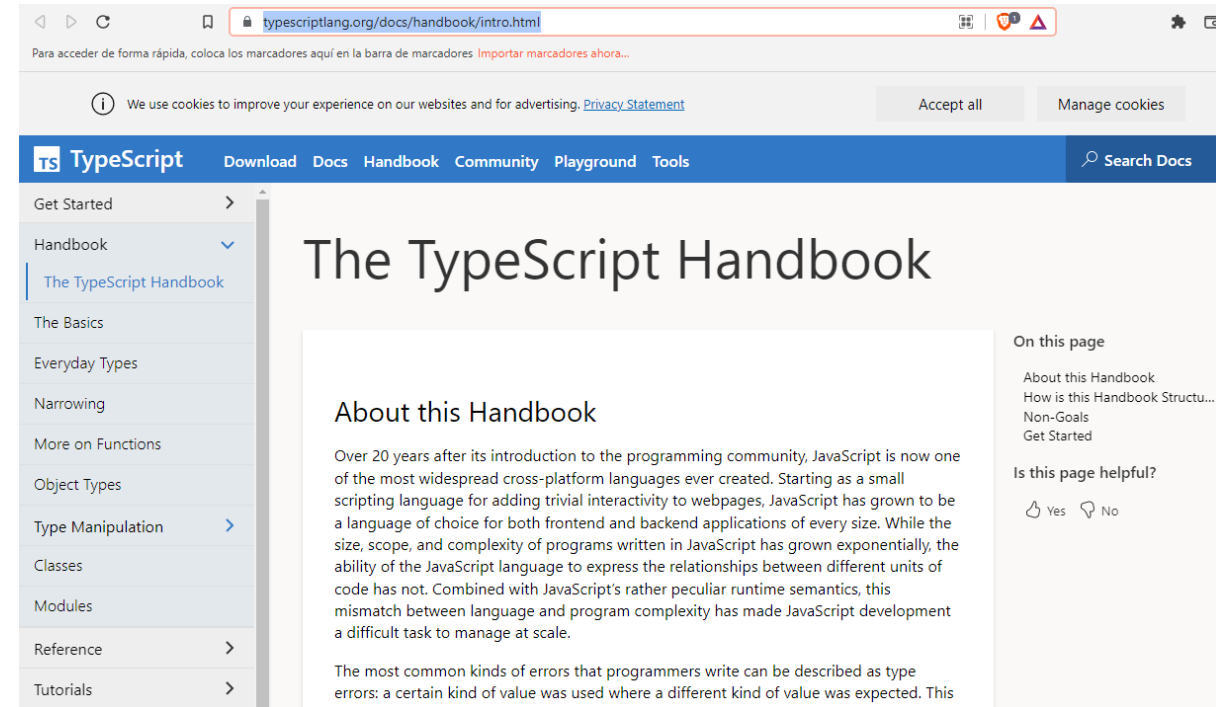 typescriptlang.org/docs/handbook/intro.html
1
Para acceder de forma rápida, coloca los marcadores aquí en la barra de marcadores Importar marcadores ahora...
We use cookies to improve your experience on our websites and for advertising. Privacy Statement
Accept all
Manage cookies
TS TypeScript
Download Docs Handbook Community Playground Tools
Search Docs
Get Started
Handbook
The TypeScript Handbook
The Basics
Everyday Types
Narrowing
More on Functions
Object Types
Type Manipulation
Classes
Modules
Reference
Tutorials
The TypeScript Handbook
About this Handbook
Over 20 years after its introduction to the programming community, JavaScript is now one
of the most widespread cross-platform languages ever created. Starting as a small
scripting language for adding trivial interactivity to webpages, JavaScript has grown to be
a language of choice for both frontend and backend applications of every size. While the
size, scope, and complexity of programs written in JavaScript has grown exponentially, the
ability of the JavaScript language to express the relationships between different units of
code has not. Combined with JavaScript's rather peculiar runtime semantics, this
mismatch between language and program complexity has made JavaScript development
a difficult task to manage at scale.
The most common kinds of errors that programmers write can be described as type
errors: a certain kind of value was used where a different kind of value was expected. This
On this page
About this Handbook
How is this Handbook Structu...
Non-Goals
Get Started
Is this page helpful?
Yes No